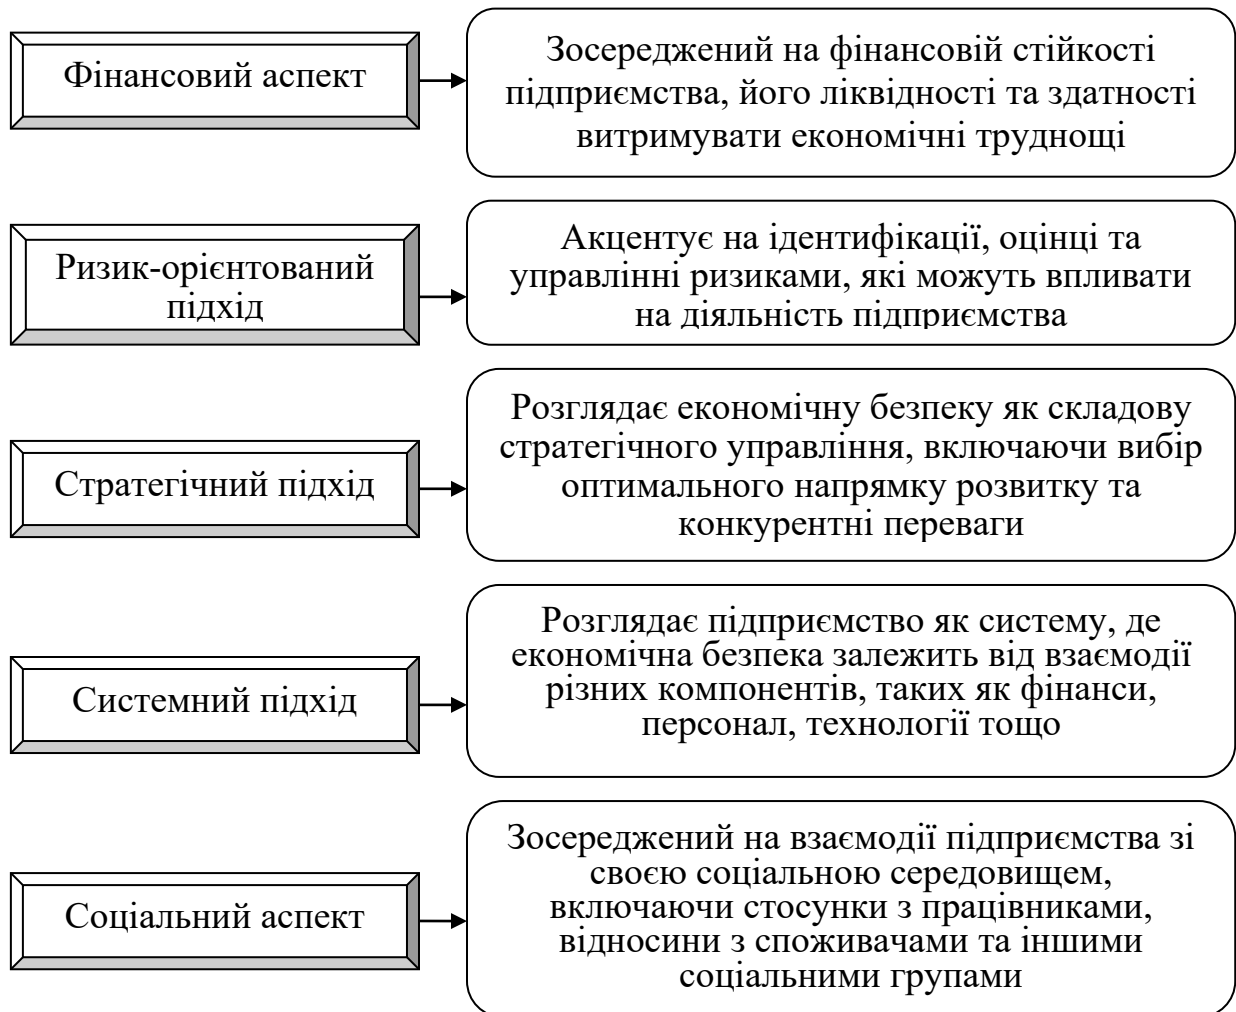 Фінансовий аспект
Зосереджений на фінансовій стійкості
підприємства, його ліквідності та здатності
витримувати економічні труднощі
Ризик-орієнтований
підхід
Акцентує на ідентифікації, оцінці та
управлінні ризиками, які можуть впливати
на діяльність підприємства
Стратегічний підхід
Розглядає економічну безпеку як складову
стратегічного управління, включаючи вибір
оптимального напрямку розвитку та
конкурентні переваги
Системний підхід
Розглядає підприємство як систему, де
економічна безпека залежить від взаємодії
різних компонентів, таких як фінанси,
персонал, технології тощо
Соціальний аспект
Зосереджений на взаємодії підприємства зі
своєю соціальною середовищем,
включаючи стосунки з працівниками,
відносини з споживачами та іншими
соціальними групами